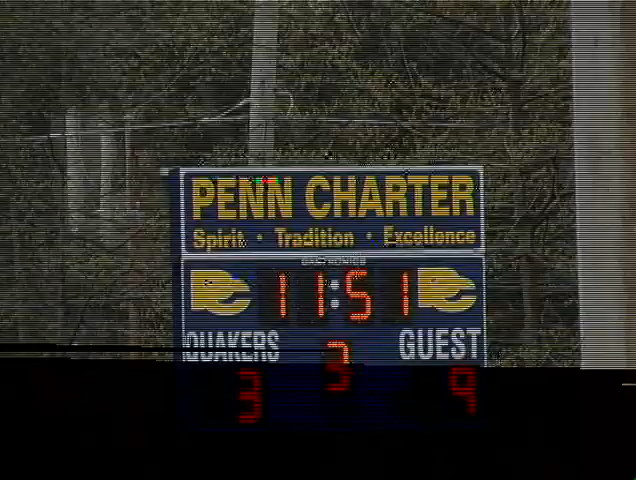 PENN CHARTER
Spirit · Tradition · Excellence
11:51
QUAKERS GUEST
3 3 9